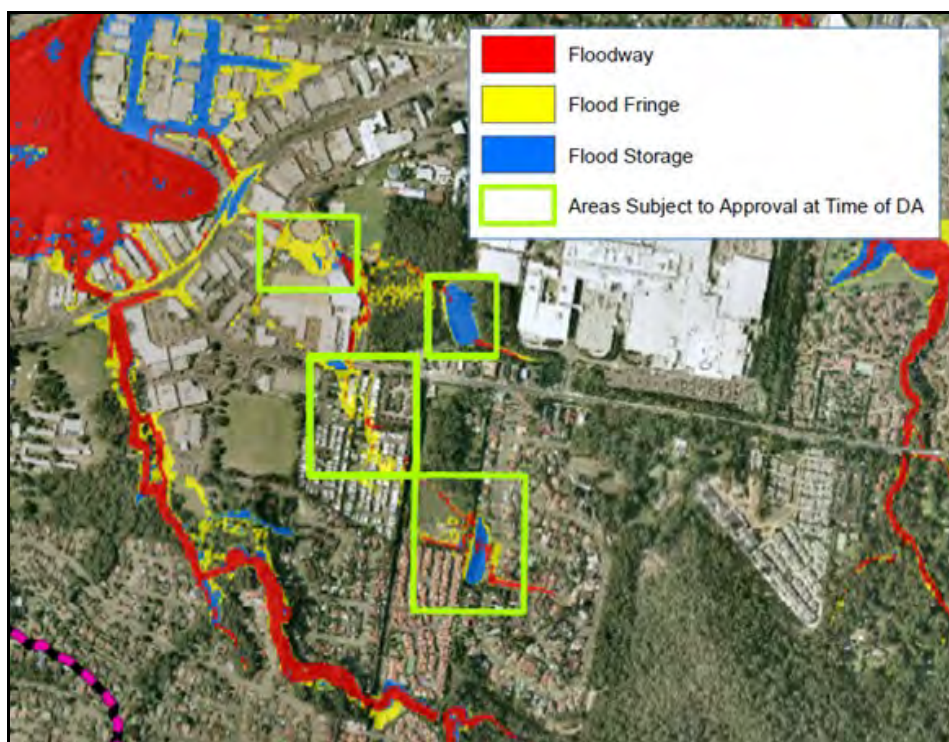 Floodway
Flood Fringe
Flood Storage
Areas Subject to Approval at Time of DA